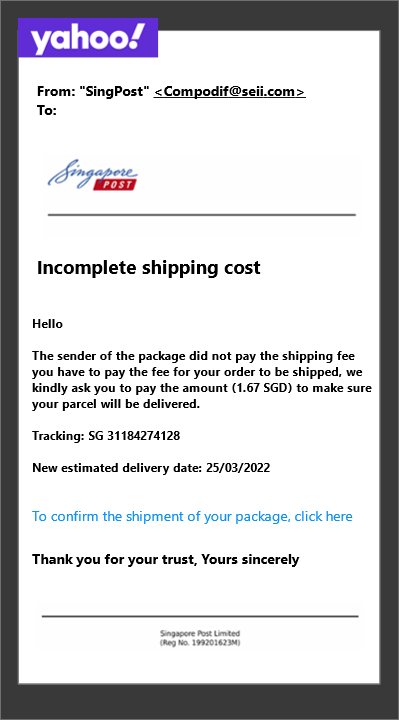 yahoo!
From: "SingPost" <Compodif@seii.com>
To:
Singapore
POST
Incomplete shipping cost
Hello
The sender of the package did not pay the shipping fee
you have to pay the fee for your order to be shipped, we
kindly ask you to pay the amount (1.67 SGD) to make sure
your parcel will be delivered.
Tracking: SG 31184274128
New estimated delivery date: 25/03/2022
To confirm the shipment of your package, click here
Thank you for your trust, Yours sincerely
Singapore Post Limited
(Reg No. 199201623M)